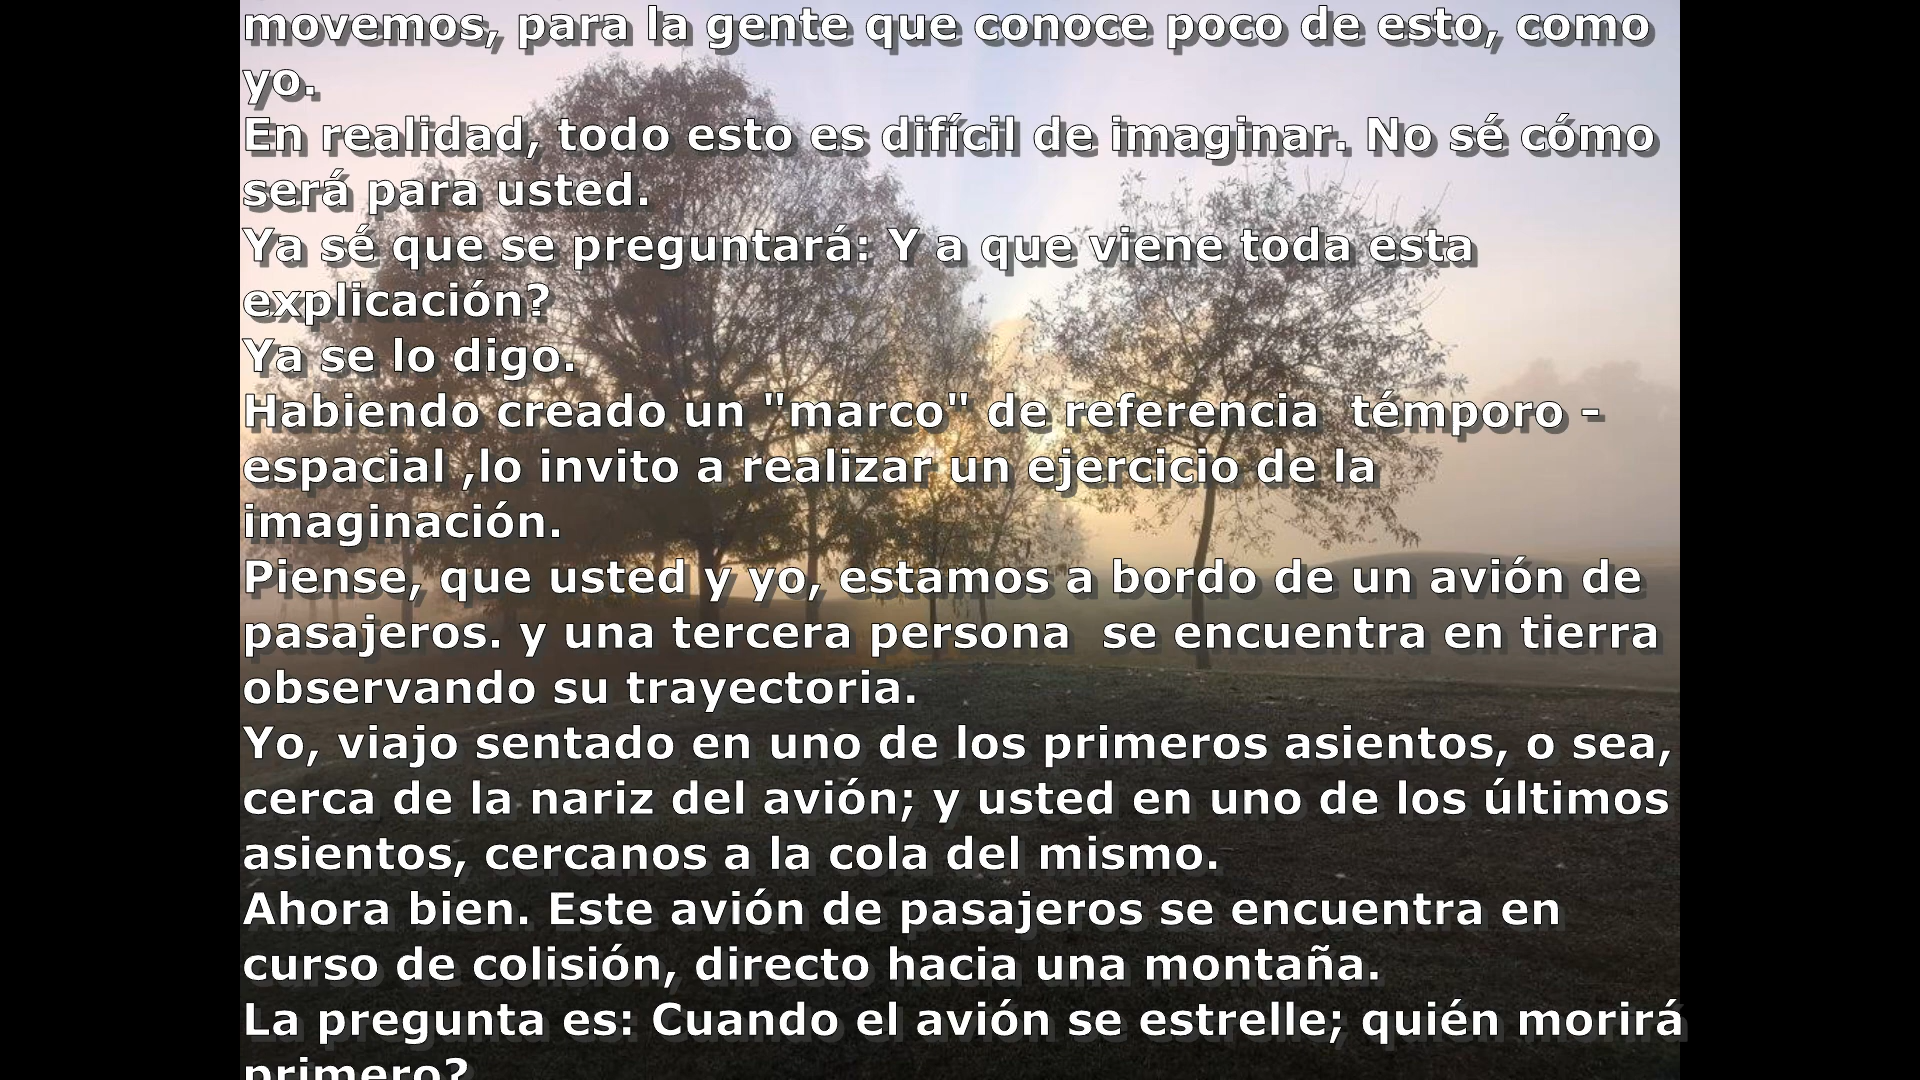 movemos, para la gente que conoce poco de esto, como
yo.
En realidad, todo esto es difícil de imaginar. No sé cómo
será para usted.
Ya sé que se preguntará: Y a que viene toda esta
explicación?
Ya se lo digo.
Habiendo creado un "marco" de referencia  témporo -
espacial ,lo invito a realizar un ejercicio de la
imaginación.
Piense, que usted y yo, estamos a bordo de un avión de
pasajeros. y una tercera persona  se encuentra en tierra
observando su trayectoria.
Yo, viajo sentado en uno de los primeros asientos, o sea,
cerca de la nariz del avión; y usted en uno de los últimos
asientos, cercanos a la cola del mismo.
Ahora bien. Este avión de pasajeros se encuentra en
curso de colisión, directo hacia una montaña.
La pregunta es: Cuando el avión se estrelle; quién morirá
primero?